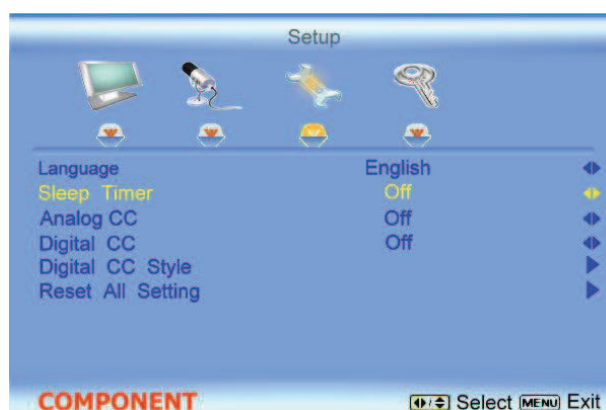 Setup
Language English
Sleep Timer Off
Analog CC Off
Digital CC Off
Digital CC Style
Reset All Setting
COMPONENT Select MENU Exit